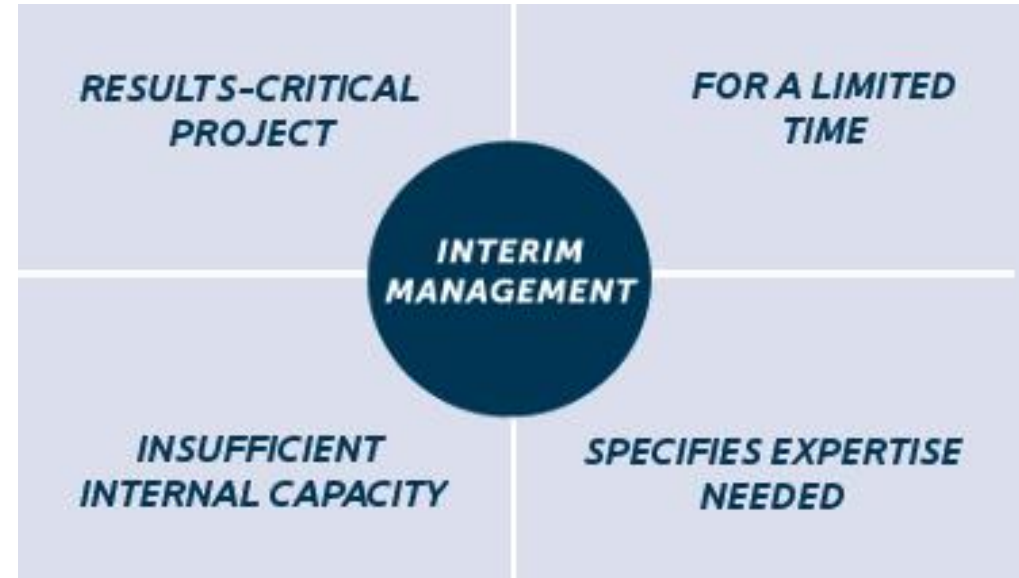 RESULTS-CRITICAL
PROJECT
FOR A LIMITED
TIME
INTERIM
MANAGEMENT
INSUFFICIENT
INTERNAL CAPACITY
SPECIFIES EXPERTISE
NEEDED